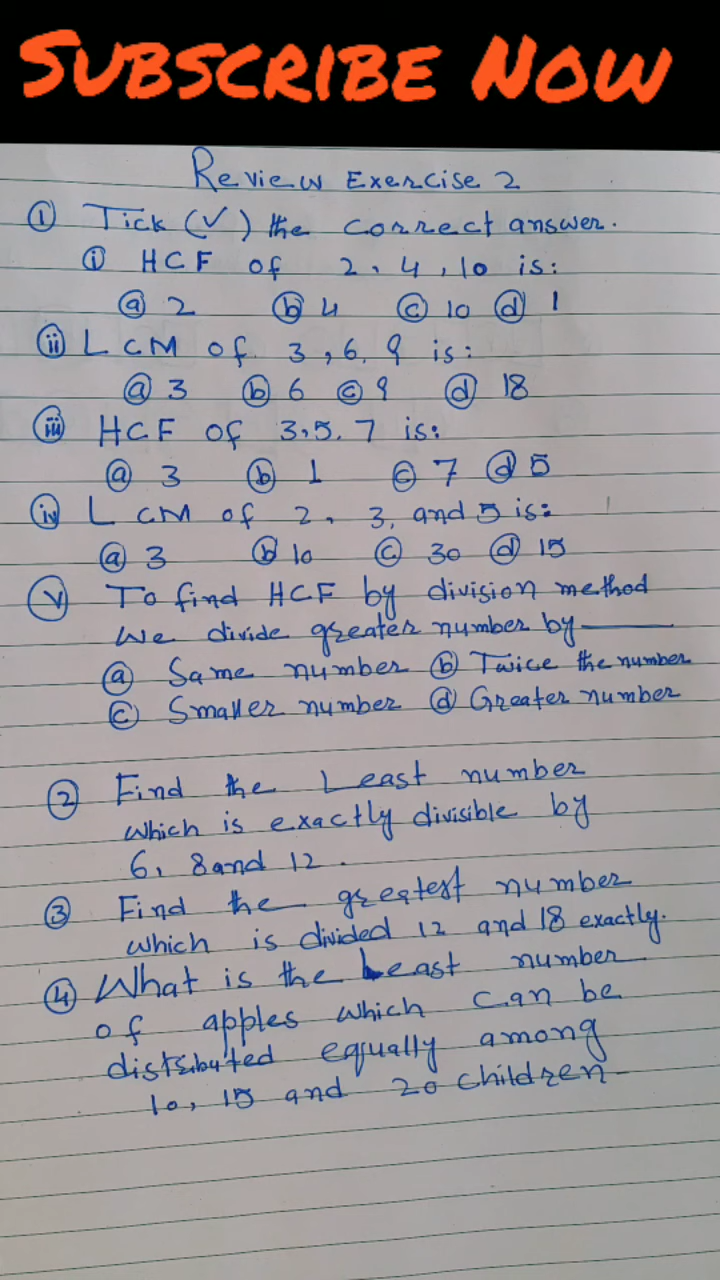 SUBSCRIBE NOW
Review Exercise 2
① Tick (✓) the correct answer.
ⓘ HCF of 2, 4, 10 is:
ⓐ 2 ⓑ 4 ⓒ 10 ⓓ 1
ⅱ LCM of 3, 6, 9 is:
ⓐ 3 ⓑ 6 ⓒ 9 ⓓ 18
ⅲ HCF of 3, 5, 7 is:
ⓐ 3 ⓑ 1 ⓒ 7 ⓓ 5
ⅳ LCM of 2, 3, and 5 is:
ⓐ 3 ⓑ 10 ⓒ 30 ⓓ 15
ⅴ To find HCF by division method
We divide greater number by ———
ⓐ Same number ⓑ Twice the number
ⓒ Smaller number ⓓ Greater number
② Find the Least number
which is exactly divisible by
6, 8 and 12.
③ Find the greatest number
which is divided 12 and 18 exactly.
④ What is the Least number
of apples which can be
distributed equally among
10, 15 and 20 children